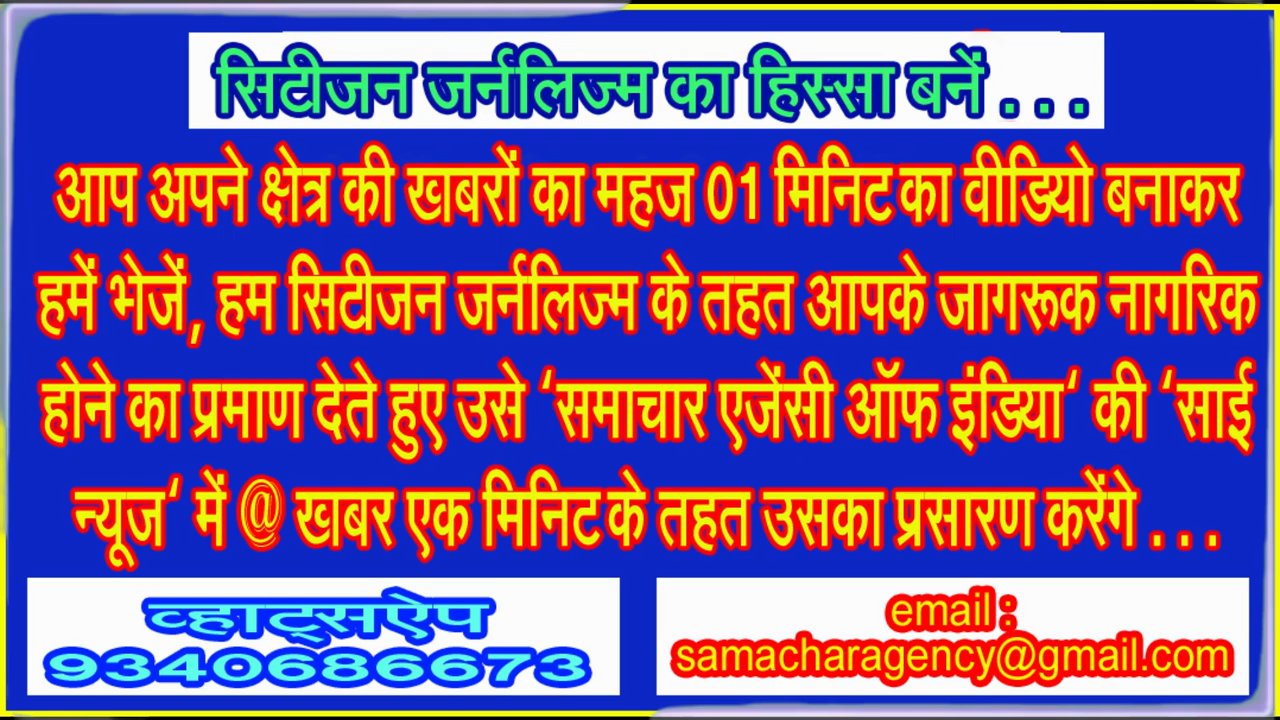 सिटीजन जर्नलिज्म का हिस्सा बनें . . .
आप अपने क्षेत्र की खबरों का महज 01 मिनिट का वीडियो बनाकर
हमें भेजें, हम सिटीजन जर्नलिज्म के तहत आपके जागरूक नागरिक
होने का प्रमाण देते हुए उसे ‘समाचार एजेंसी ऑफ इंडिया‘ की ‘साई
न्यूज‘ में @ खबर एक मिनिट के तहत उसका प्रसारण करेंगे . . .
व्हाट्सऐप
9340686673
email :
samacharagency@gmail.com